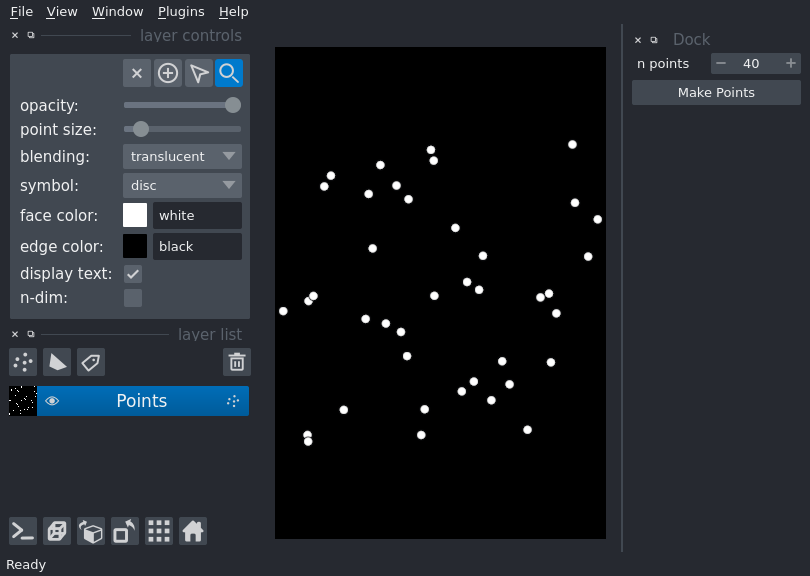 File View Window Plugins Help
layer controls
opacity:
point size:
blending: translucent
symbol: disc
face color: white
edge color: black
display text:
n-dim:
layer list
Points
Ready
Dock
n points 40
Make Points